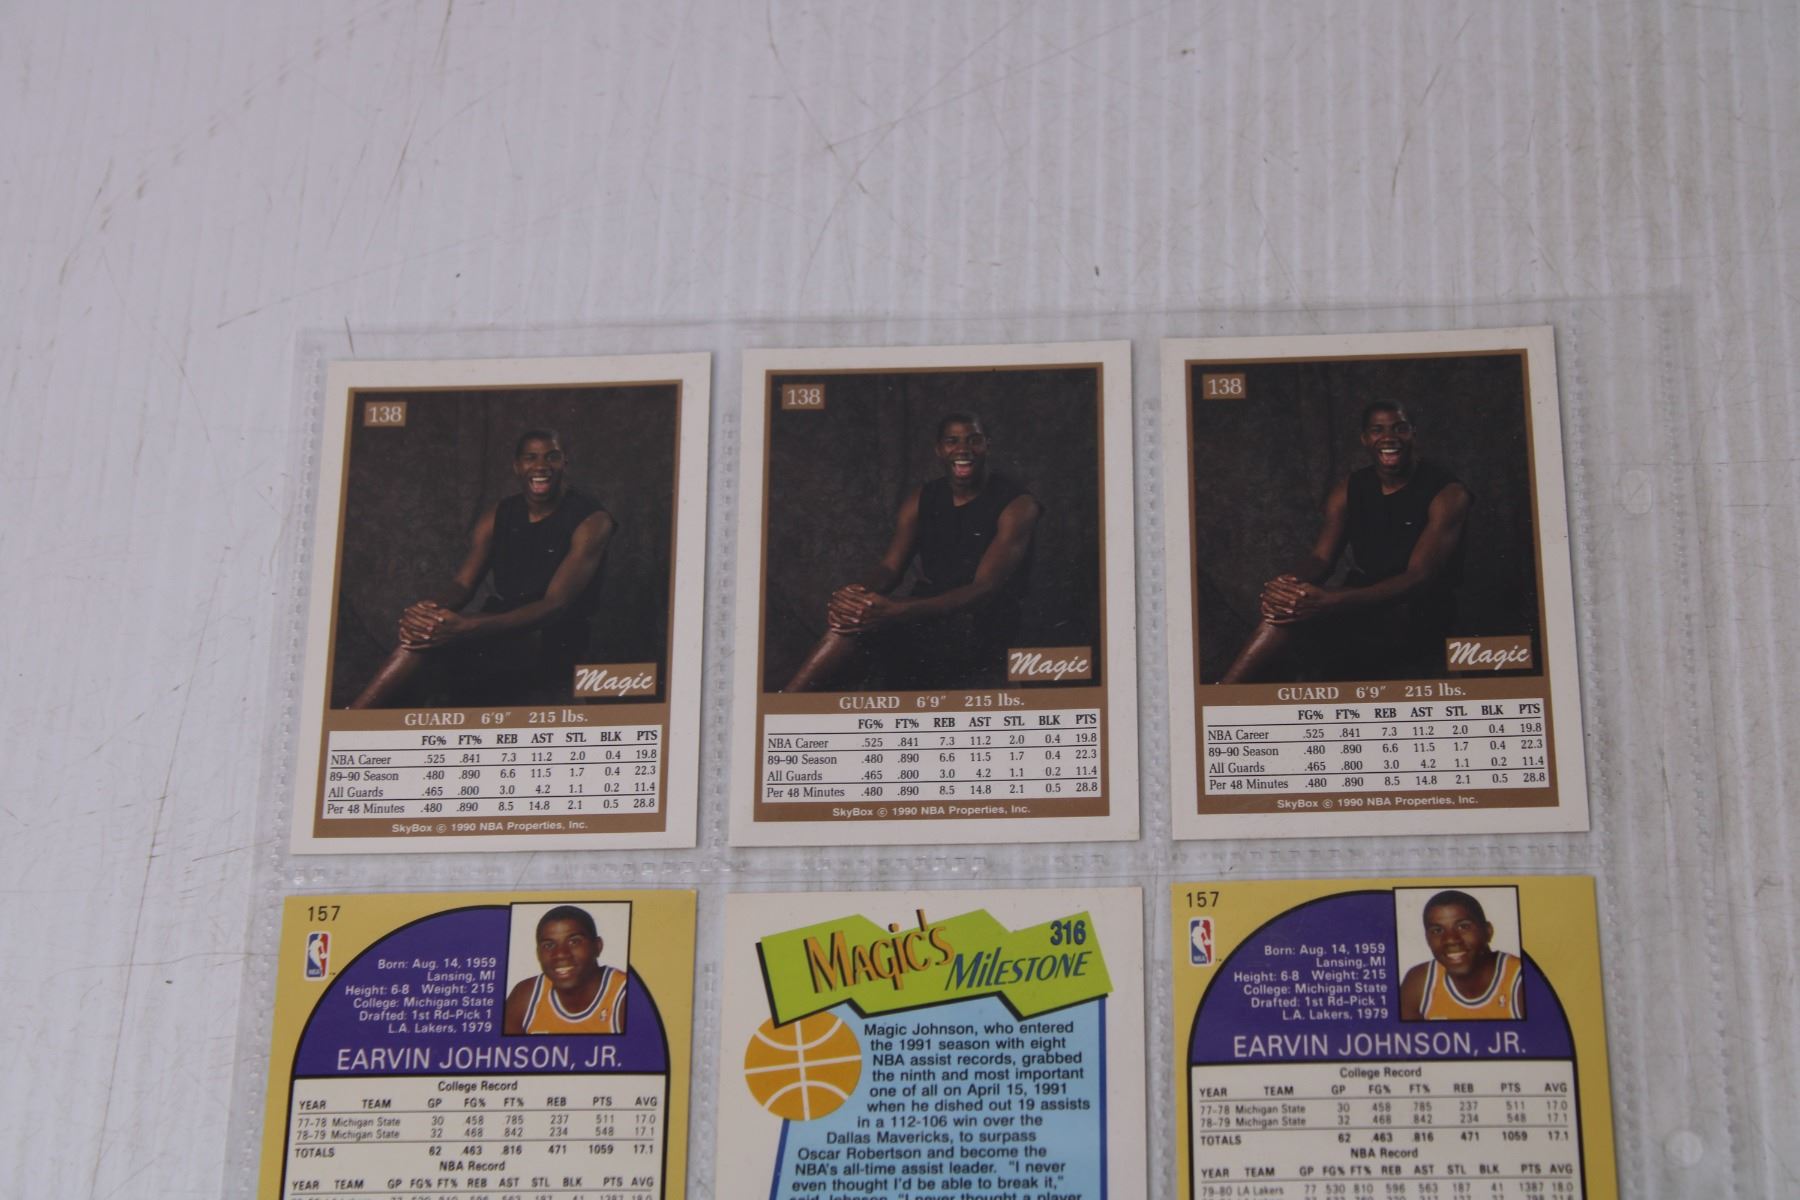 138
Magic
GUARD 6'9" 215 lbs.
FG% FT% REB AST STL BLK PTS
NBA Career .525 .841 7.3 11.2 2.0 0.4 19.8
89-90 Season .480 .890 6.6 11.5 1.7 0.4 22.3
All Guards .465 .800 3.0 4.2 1.1 0.2 11.4
Per 48 Minutes .480 .890 8.5 14.8 2.1 0.5 28.8
SkyBox © 1990 NBA Properties, Inc.
138
Magic
GUARD 6'9" 215 lbs.
FG% FT% REB AST STL BLK PTS
NBA Career .525 .841 7.3 11.2 2.0 0.4 19.8
89-90 Season .480 .890 6.6 11.5 1.7 0.4 22.3
All Guards .465 .800 3.0 4.2 1.1 0.2 11.4
Per 48 Minutes .480 .890 8.5 14.8 2.1 0.5 28.8
SkyBox © 1990 NBA Properties, Inc.
138
Magic
GUARD 6'9" 215 lbs.
FG% FT% REB AST STL BLK PTS
NBA Career .525 .841 7.3 11.2 2.0 0.4 19.8
89-90 Season .480 .890 6.6 11.5 1.7 0.4 22.3
All Guards .465 .800 3.0 4.2 1.1 0.2 11.4
Per 48 Minutes .480 .890 8.5 14.8 2.1 0.5 28.8
SkyBox © 1990 NBA Properties, Inc.
157
NBA
Born: Aug. 14, 1959
Lansing, MI
Height: 6-8 Weight: 215
College: Michigan State
Drafted: 1st Rd-Pick 1
L.A. Lakers, 1979
EARVIN JOHNSON, JR.
College Record
YEAR TEAM GP FG% FT% REB PTS AVG
77-78 Michigan State 30 458 785 237 511 17.0
78-79 Michigan State 32 468 842 234 548 17.1
TOTALS 62 .463 .816 471 1059 17.1
NBA Record
YEAR TEAM GP FG% FT% REB AST STL BLK PTS AVG
MAGIC'S MILESTONE
316
Magic Johnson, who entered
the 1991 season with eight
NBA assist records, grabbed
the ninth and most important
one of all on April 15, 1991
when he dished out 19 assists
in a 112-106 win over the
Dallas Mavericks, to surpass
Oscar Robertson and become the
NBA's all-time assist leader. "I never
even thought I'd be able to break it,"
said Johnson. "I never thought a player
157
NBA
Born: Aug. 14, 1959
Lansing, MI
Height: 6-8 Weight: 215
College: Michigan State
Drafted: 1st Rd-Pick 1
L.A. Lakers, 1979
EARVIN JOHNSON, JR.
College Record
YEAR TEAM GP FG% FT% REB PTS AVG
77-78 Michigan State 30 458 785 237 511 17.0
78-79 Michigan State 32 468 842 234 548 17.1
TOTALS 62 .463 .816 471 1059 17.1
NBA Record
YEAR TEAM GP FG% FT% REB AST STL BLK PTS AVG
79-80 LA Lakers 77 530 810 596 563 187 41 1387 18.0